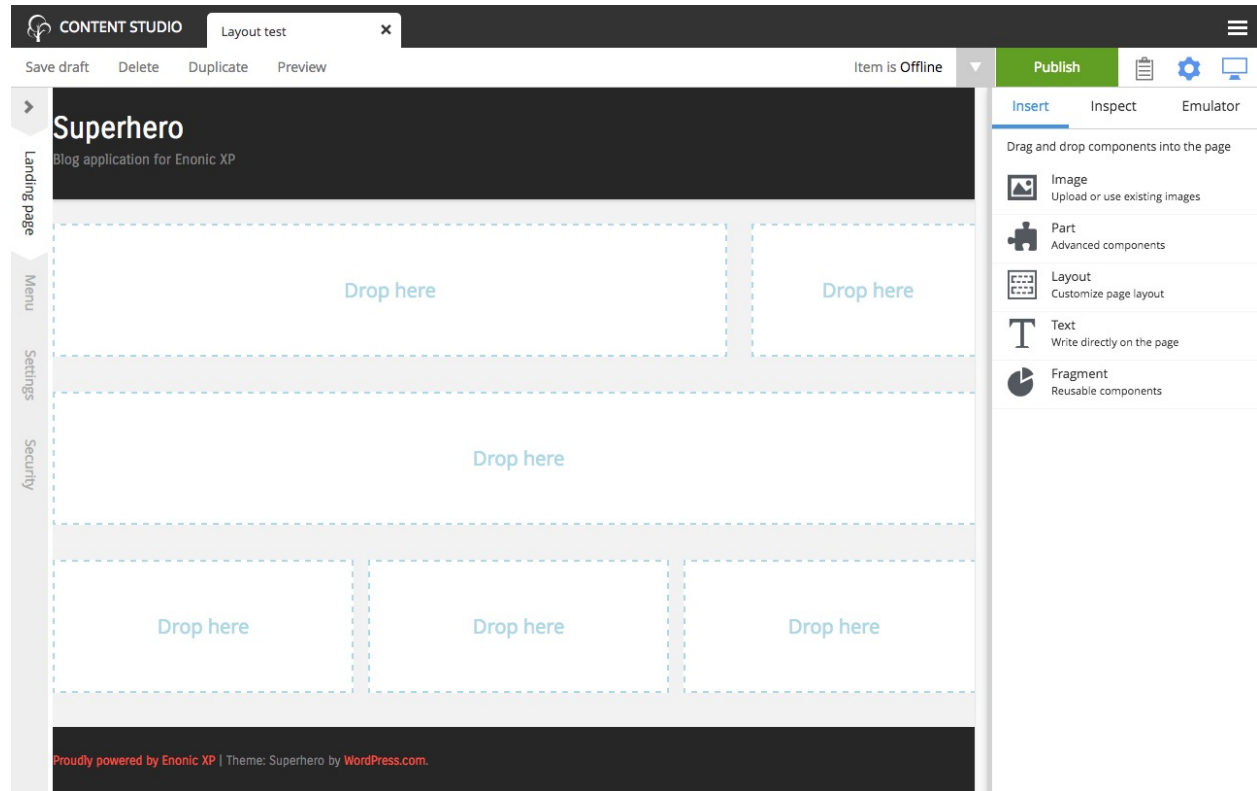 CONTENT STUDIO
Layout test
Save draft Delete Duplicate Preview
Item is Offline
Publish
Landing page
Menu
Settings
Security
Superhero
Blog application for Enonic XP
Drop here
Drop here
Drop here
Drop here
Drop here
Drop here
Proudly powered by Enonic XP | Theme: Superhero by WordPress.com.
Insert Inspect Emulator
Drag and drop components into the page
Image
Upload or use existing images
Part
Advanced components
Layout
Customize page layout
Text
Write directly on the page
Fragment
Reusable components